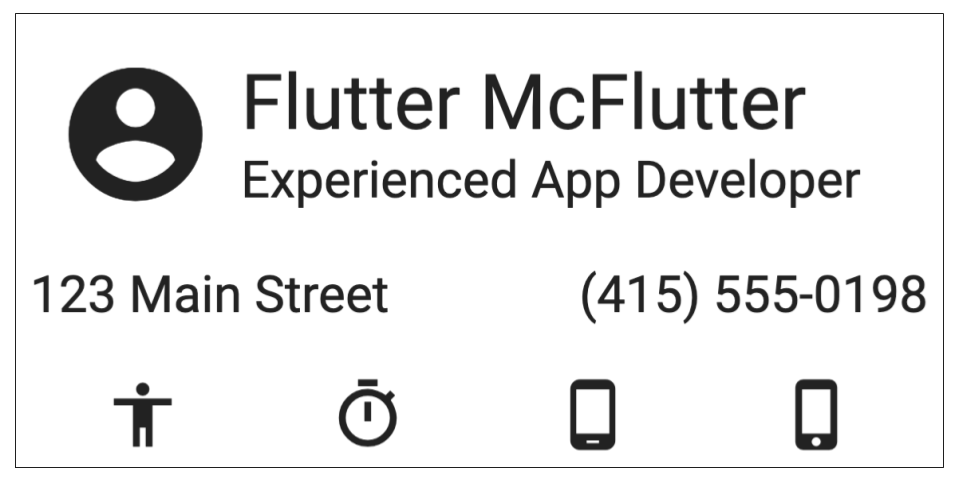 Flutter McFlutter
Experienced App Developer
123 Main Street (415) 555-0198